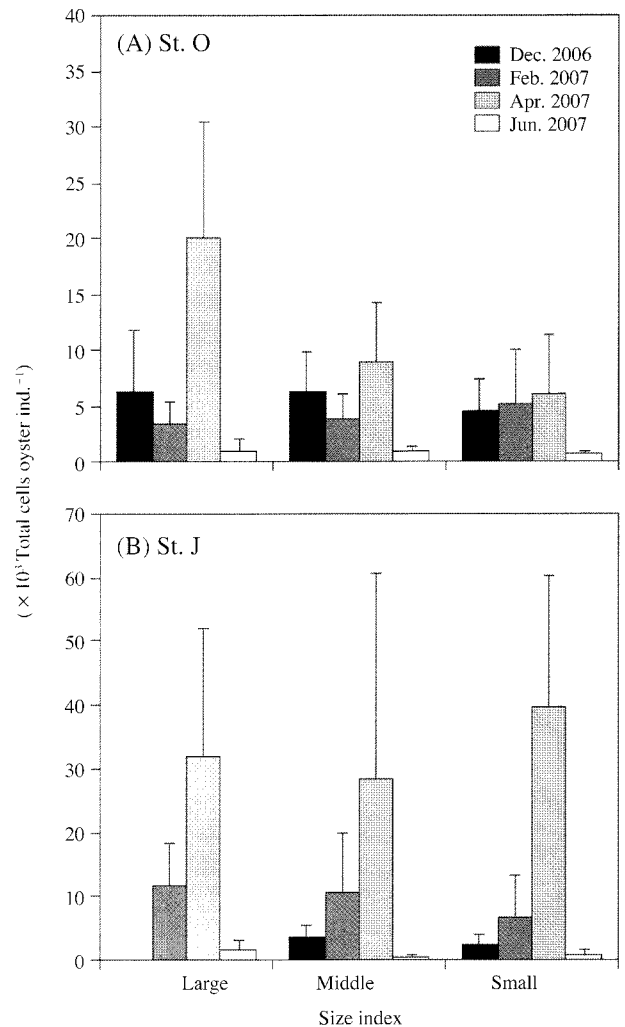 40
35
30
25
20
15
10
5
0
(A) St. O
Dec. 2006
Feb. 2007
Apr. 2007
Jun. 2007
(×10³ Total cells oyster ind.⁻¹)
70
60
50
40
30
20
10
0
(B) St. J
Large Middle Small
Size index